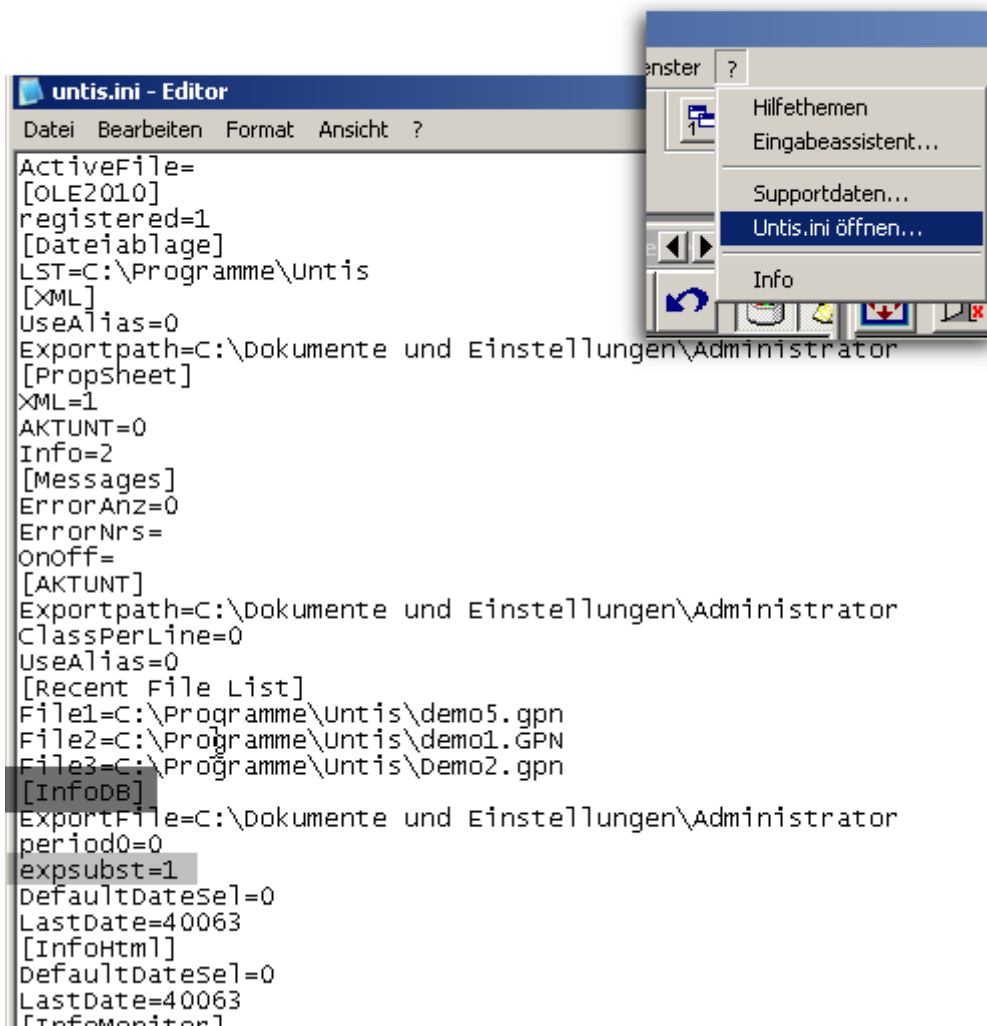 enster ?
Hilfethemen
Eingabeassistent...
Supportdaten...
Untis.ini öffnen...
Info
untis.ini - Editor
Datei Bearbeiten Format Ansicht ?
ActiveFile=
[OLE2010]
registered=1
[Dateiablage]
LST=C:\Programme\Untis
[XML]
UseAlias=0
Exportpath=C:\Dokumente und Einstellungen\Administrator
[PropSheet]
XML=1
AKTUNT=0
Info=2
[Messages]
ErrorAnz=0
ErrorNrs=
OnOff=
[AKTUNT]
Exportpath=C:\Dokumente und Einstellungen\Administrator
ClassPerLine=0
UseAlias=0
[Recent File List]
File1=C:\Programme\Untis\demo5.gpn
File2=C:\Programme\Untis\demo1.GPN
File3=C:\Programme\Untis\Demo2.gpn
[InfoDB]
ExportFile=C:\Dokumente und Einstellungen\Administrator
period0=0
expsubst=1
DefaultDateSel=0
LastDate=40063
[InfoHtml]
DefaultDateSel=0
LastDate=40063
[InfoMonitor]